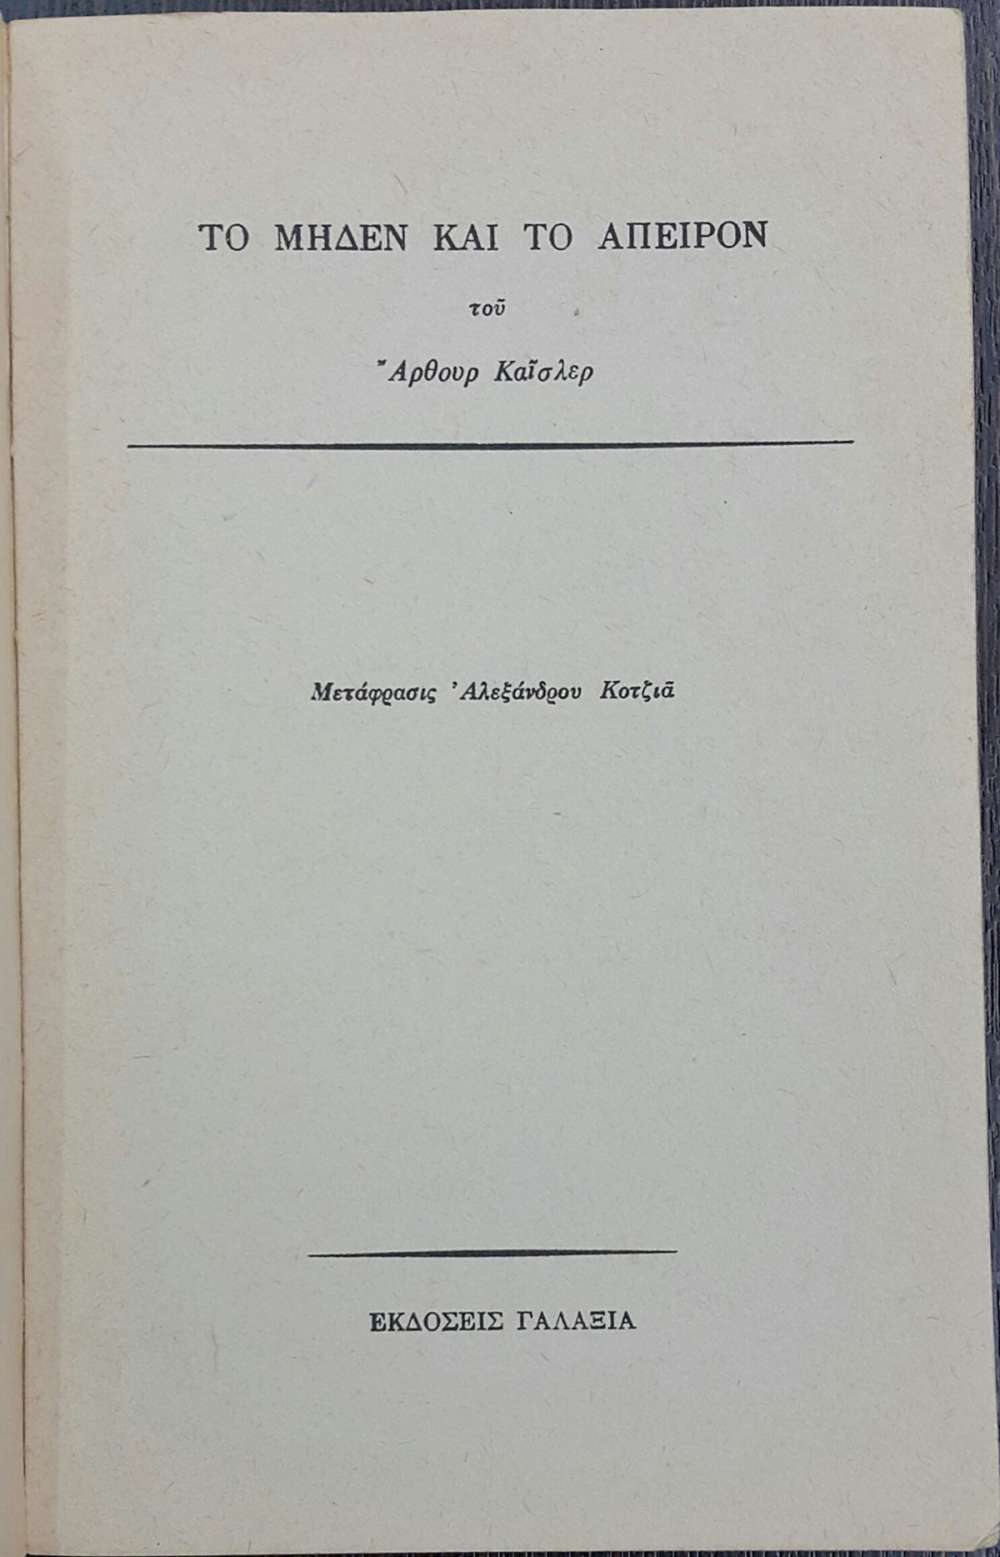 ΤΟ ΜΗΔΕΝ ΚΑΙ ΤΟ ΑΠΕΙΡΟΝ
τοῦ
Ἄρθουρ Καῖσλερ
Μετάφρασις Ἀλεξάνδρου Κοτζιᾶ
ΕΚΔΟΣΕΙΣ ΓΑΛΑΞΙΑ